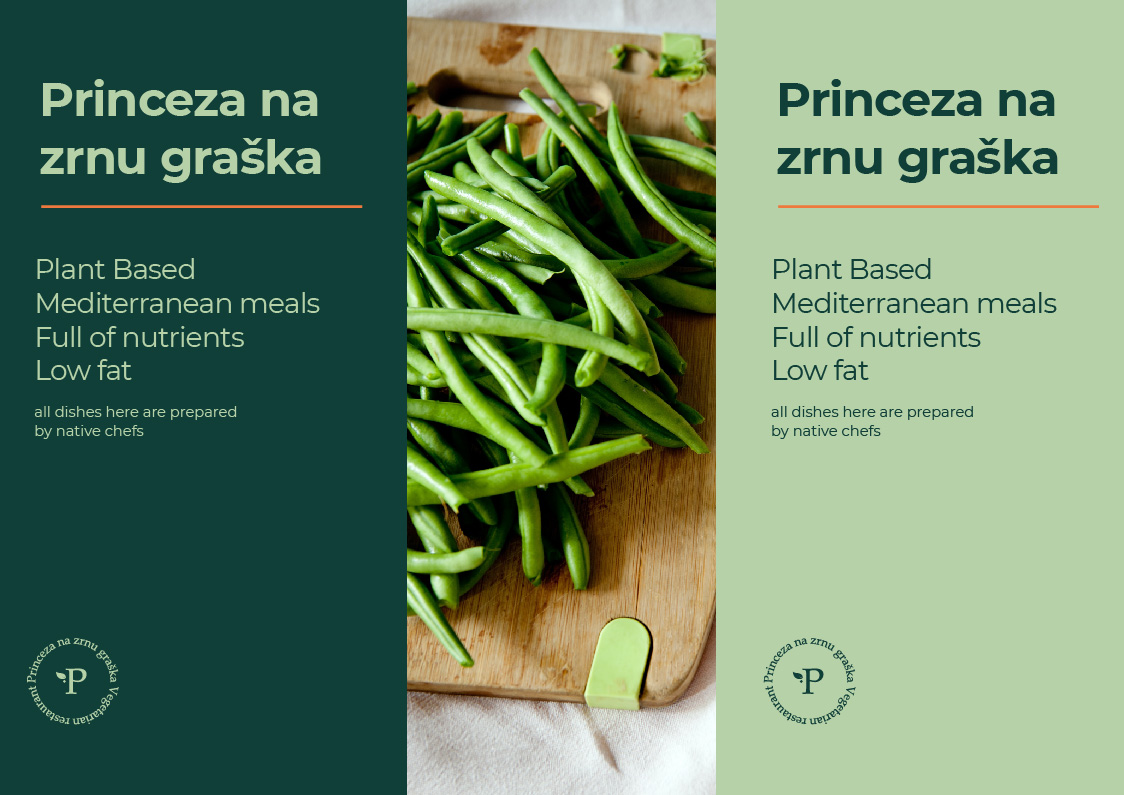 Princeza na
zrnu graška
Plant Based
Mediterranean meals
Full of nutrients
Low fat
all dishes here are prepared
by native chefs
Princeza na zrnu graška Vegetarian restaurant
P
Princeza na
zrnu graška
Plant Based
Mediterranean meals
Full of nutrients
Low fat
all dishes here are prepared
by native chefs
Princeza na zrnu graška Vegetarian restaurant
P